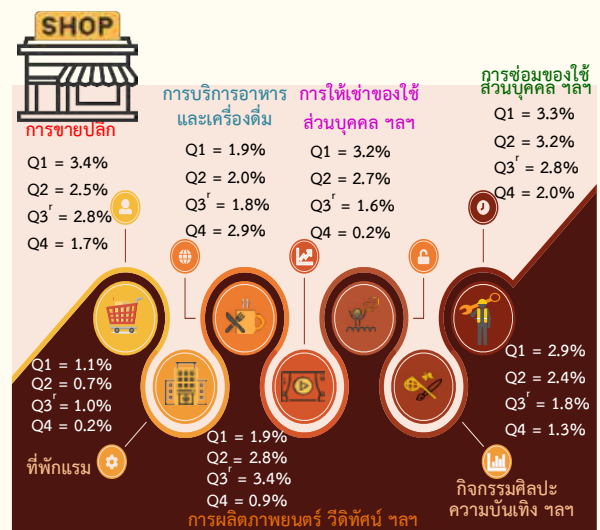 SHOP
การขายปลีก
Q1 = 3.4%
Q2 = 2.5%
Q3ʳ = 2.8%
Q4 = 1.7%
การบริการอาหาร
และเครื่องดื่ม
Q1 = 1.9%
Q2 = 2.0%
Q3ʳ = 1.8%
Q4 = 2.9%
การให้เช่าของใช้
ส่วนบุคคล ฯลฯ
Q1 = 3.2%
Q2 = 2.7%
Q3ʳ = 1.6%
Q4 = 0.2%
การซ่อมของใช้
ส่วนบุคคล ฯลฯ
Q1 = 3.3%
Q2 = 3.2%
Q3ʳ = 2.8%
Q4 = 2.0%
Q1 = 1.1%
Q2 = 0.7%
Q3ʳ = 1.0%
Q4 = 0.2%
ที่พักแรม
Q1 = 1.9%
Q2 = 2.8%
Q3ʳ = 3.4%
Q4 = 0.9%
การผลิตภาพยนตร์ วีดิทัศน์ ฯลฯ
Q1 = 2.9%
Q2 = 2.4%
Q3ʳ = 1.8%
Q4 = 1.3%
กิจกรรมศิลปะ
ความบันเทิง ฯลฯ